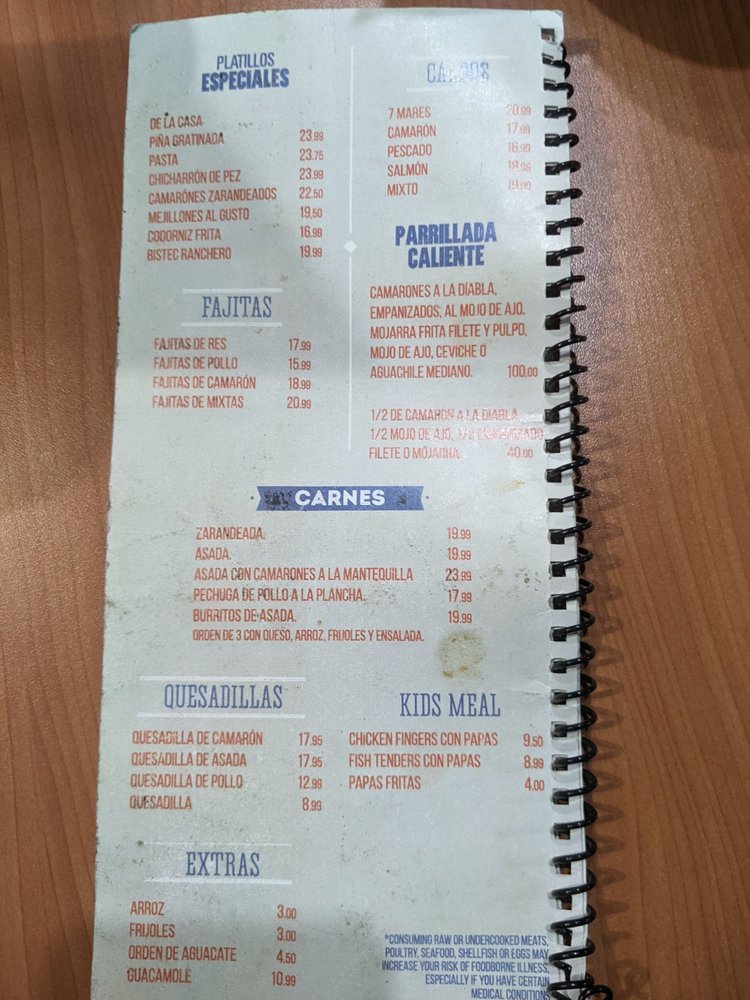 PLATILLOS
ESPECIALES
DE LA CASA.
PIÑA GRATINADA 23.99
PASTA 23.75
CHICHARRÓN DE PEZ 23.99
CAMARÓNES ZARANDEADOS 22.50
MEJILLONES AL GUSTO 19.50
CODORNIZ FRITA 16.99
BISTEC RANCHERO 19.99
FAJITAS
FAJITAS DE RES 17.99
FAJITAS DE POLLO 15.99
FAJITAS DE CAMARÓN 18.99
FAJITAS DE MIXTAS 20.99
CALDOS
7 MARES 20.99
CAMARÓN 17.99
PESCADO 16.99
SALMÓN 18.99
MIXTO
PARRILLADA
CALIENTE
CAMARONES A LA DIABLA,
EMPANIZADOS, AL MOJO DE AJO.
MOJARRA FRITA FILETE Y PULPO,
MOJO DE AJO, CEVICHE O
AGUACHILE MEDIANO. 100.00
1/2 DE CAMARÓN A LA DIABLA
1/2 MOJO DE AJO, 1/2 EMPANIZADO
FILETE O MOJARRA. 40.00
CARNES
ZARANDEADA. 19.99
ASADA. 19.99
ASADA CON CAMARONES A LA MANTEQUILLA 23.99
PECHUGA DE POLLO A LA PLANCHA. 17.99
BURRITOS DE ASADA. 19.99
ORDEN DE 3 CON QUESO, ARROZ, FRIJOLES Y ENSALADA.
QUESADILLAS
QUESADILLA DE CAMARÓN 17.95
QUESADILLA DE ASADA 17.95
QUESADILLA DE POLLO 12.99
QUESADILLA 8.99
KIDS MEAL
CHICKEN FINGERS CON PAPAS 9.50
FISH TENDERS CON PAPAS 8.99
PAPAS FRITAS 4.00
EXTRAS
ARROZ 3.00
FRIJOLES 3.00
ORDEN DE AGUACATE 4.50
GUACAMOLE 10.99
*CONSUMING RAW OR UNDERCOOKED MEATS,
POULTRY, SEAFOOD, SHELLFISH OR EGGS MAY
INCREASE YOUR RISK OF FOODBORNE ILLNESS,
ESPECIALLY IF YOU HAVE CERTAIN
MEDICAL CONDITIONS